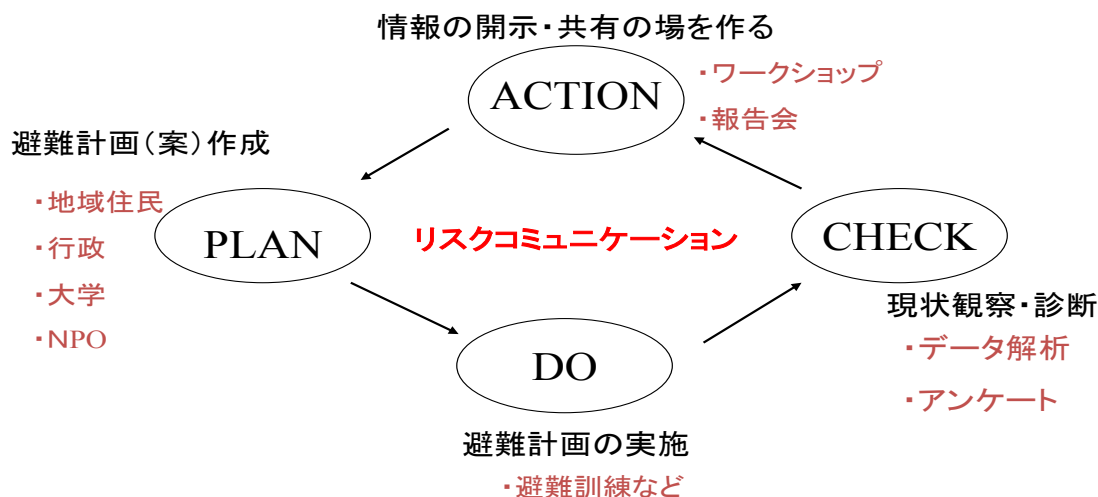 情報の開示・共有の場を作る
ACTION
・ワークショップ
・報告会
避難計画(案)作成
・地域住民
・行政
・大学
・NPO
PLAN
リスクコミュニケーション
CHECK
現状観察・診断
・データ解析
・アンケート
DO
避難計画の実施
・避難訓練など